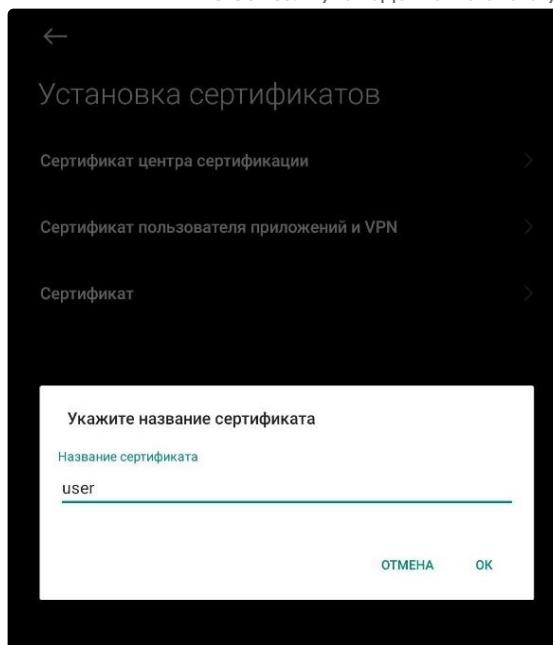 Установка сертификатов
Сертификат центра сертификации
Сертификат пользователя приложений и VPN
Сертификат
Укажите название сертификата
Название сертификата
user
ОТМЕНА ОК